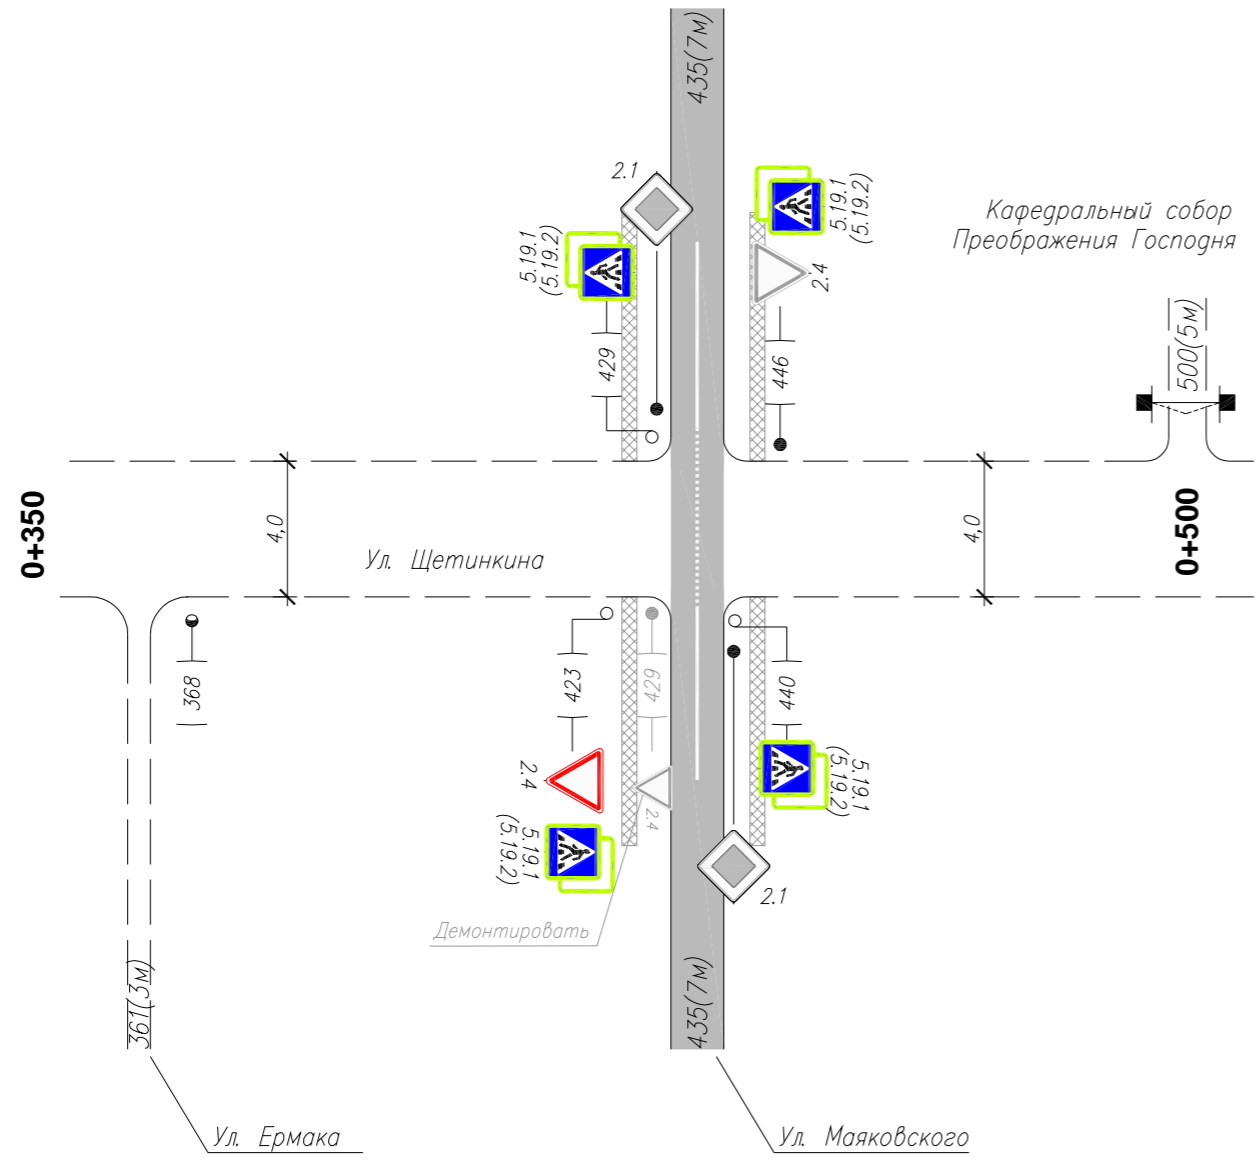 435(7м)
2.1
5.19.1
(5.19.2)
5.19.1
(5.19.2)
2.4
Кафедральный собор
Преображения Господня
429
446
500(5м)
0+350
4,0
Ул. Щетинкина
4,0
0+500
368
423
429
440
2.4
2.4
5.19.1
(5.19.2)
5.19.1
(5.19.2)
2.1
Демонтировать
361(3м)
435(7м)
Ул. Ермака
Ул. Маяковского